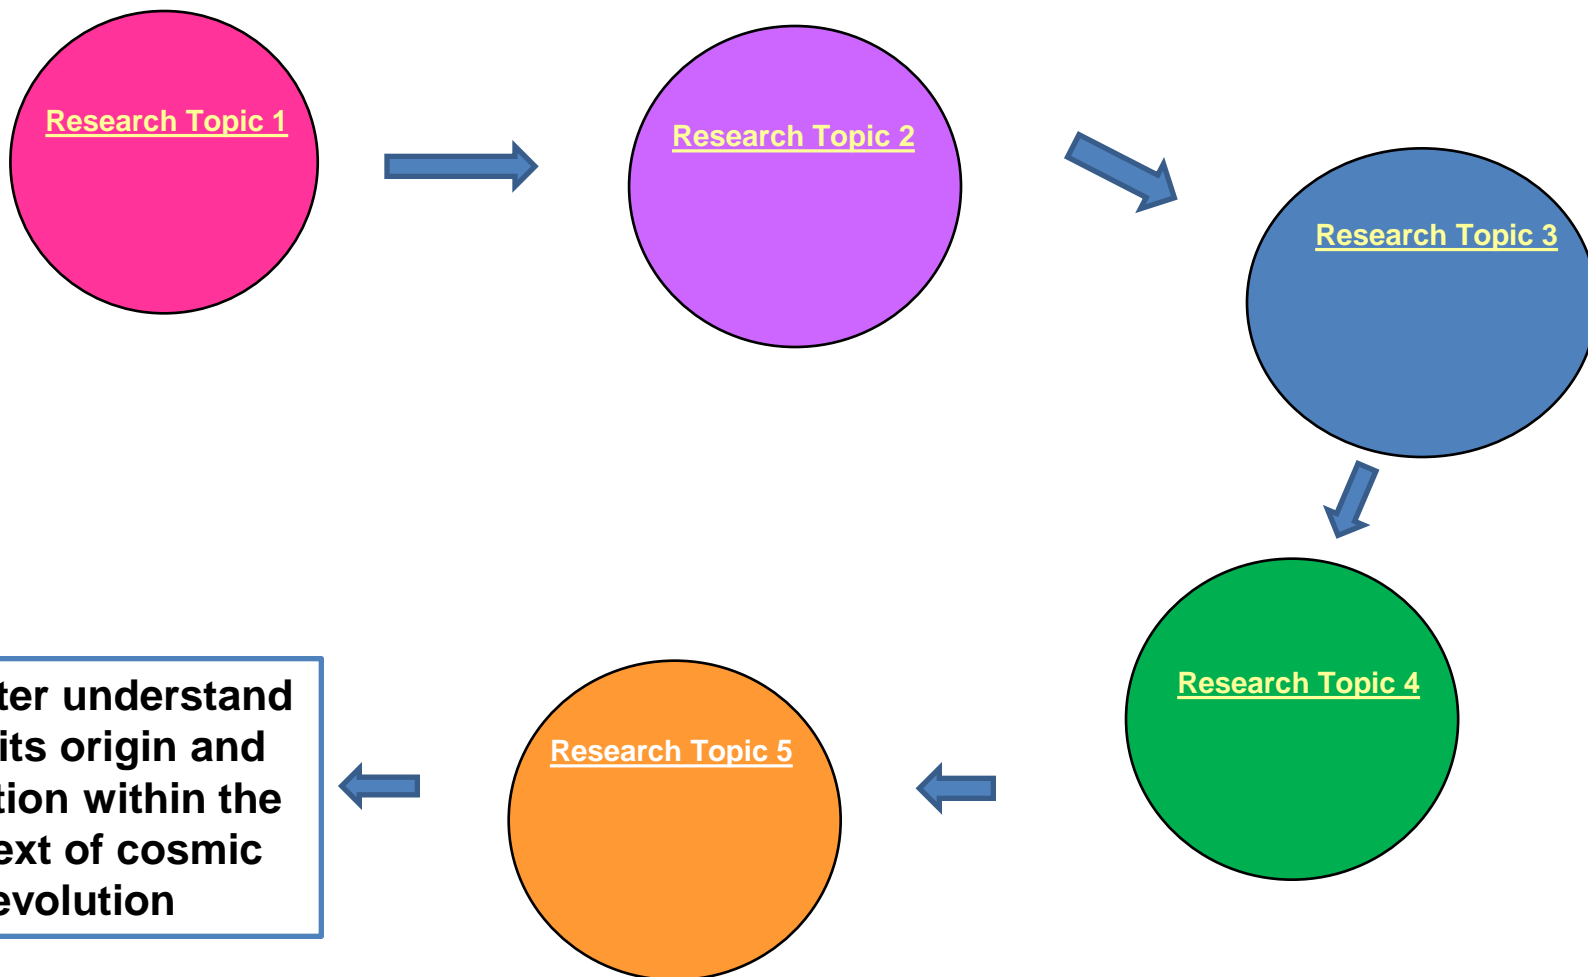 Research Topic 1
Research Topic 2
Research Topic 3
Research Topic 4
Research Topic 5
ter understand
its origin and
tion within the
ext of cosmic
evolution